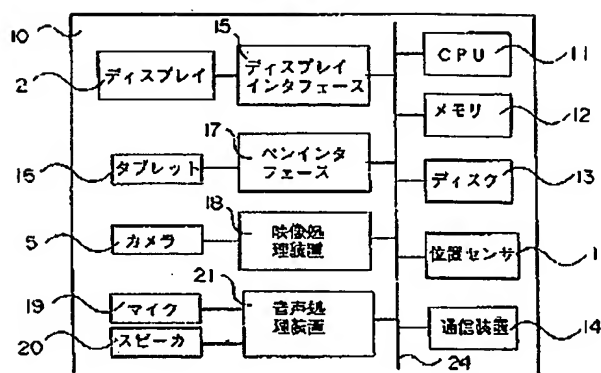 10
15
2
ディスプレイ
ディスプレイ
インタフェース
CPU
11
メモリ
12
17
16
タブレット
ペンインタ
フェース
ディスク
13
18
5
カメラ
映像処
理装置
位置センサ
1
21
19
マイク
音声処
理装置
20
スピーカ
通信装置
14
24